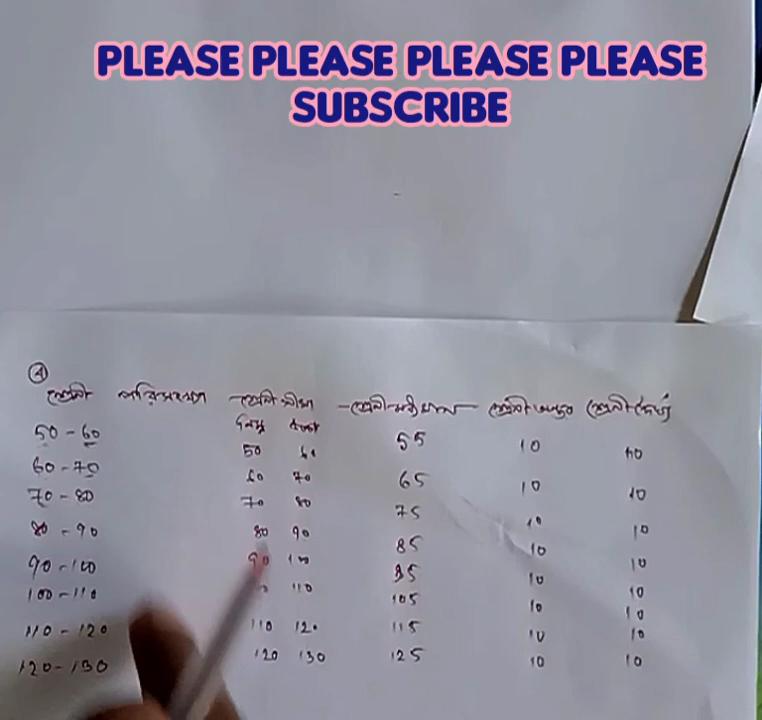 PLEASE PLEASE PLEASE PLEASE
SUBSCRIBE
শ্রেণী পরিসংখ্যা শ্রেণী সীমা শ্রেণী মধ্যমান শ্রেণী অন্তর শ্রেণী দৈর্ঘ্য
নিম্ন
50 - 60 50 60 55 10 10
60 - 70 60 70 65 10 10
70 - 80 70 80 75 10 10
80 - 90 80 90 85 10 10
90 - 100 90 100 95 10 10
100 - 110 110 105 10 10
110 - 120 110 120 115 10 10
120 - 130 120 130 125 10 10